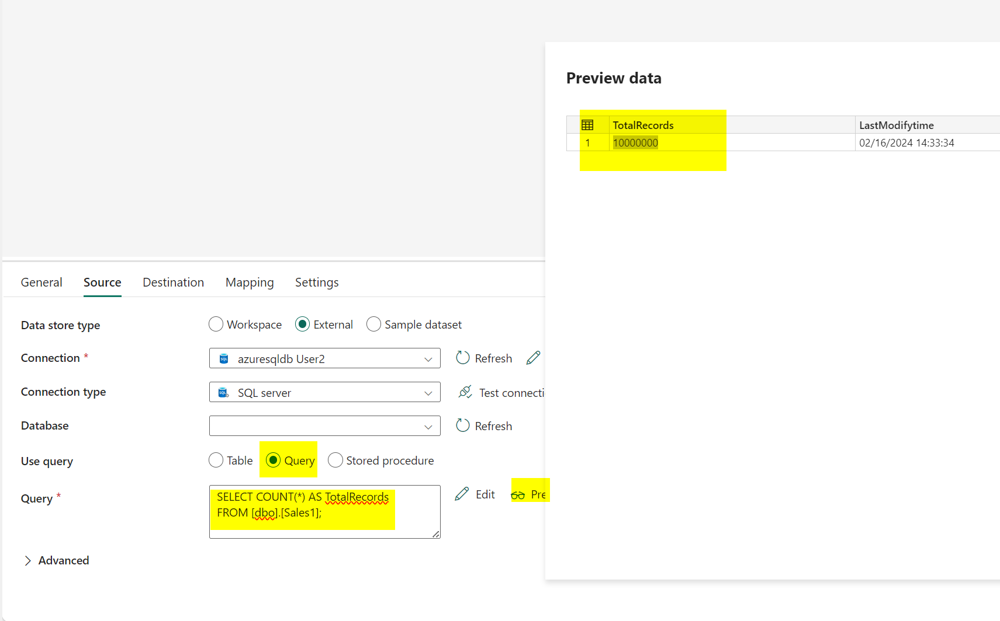 Preview data
TotalRecords LastModifytime
1 10000000 02/16/2024 14:33:34
General Source Destination Mapping Settings
Data store type Workspace External Sample dataset
Connection * azuresqldb User2 Refresh
Connection type SQL server Test connecti
Database Refresh
Use query Table Query Stored procedure
Query * SELECT COUNT(*) AS TotalRecords Edit Pre
FROM [dbo].[Sales1];
Advanced